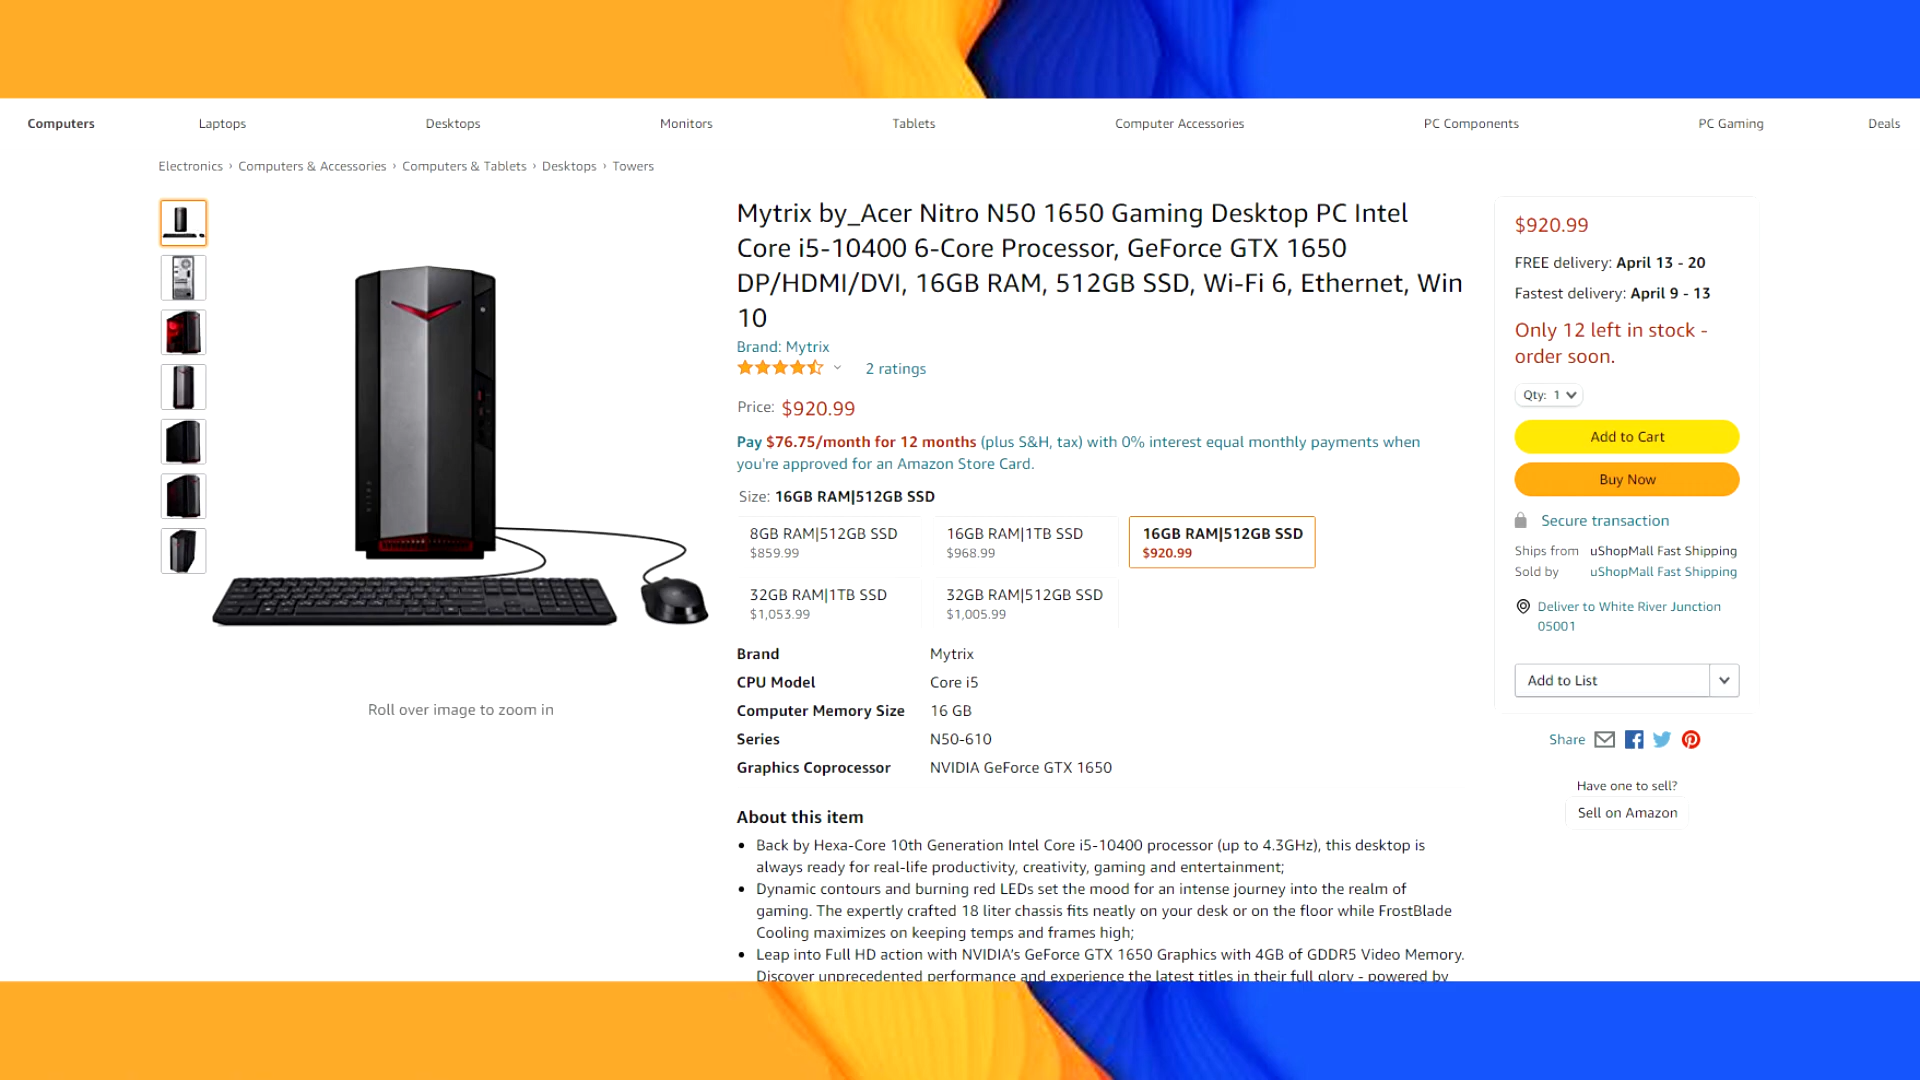 Computers Laptops Desktops Monitors Tablets Computer Accessories PC Components PC Gaming Deals
Electronics › Computers & Accessories › Computers & Tablets › Desktops › Towers
Roll over image to zoom in
Mytrix by_Acer Nitro N50 1650 Gaming Desktop PC Intel
Core i5-10400 6-Core Processor, GeForce GTX 1650
DP/HDMI/DVI, 16GB RAM, 512GB SSD, Wi-Fi 6, Ethernet, Win
10
Brand: Mytrix
2 ratings
Price: $920.99
Pay $76.75/month for 12 months (plus S&H, tax) with 0% interest equal monthly payments when
you're approved for an Amazon Store Card.
Size: 16GB RAM|512GB SSD
8GB RAM|512GB SSD
$859.99
16GB RAM|1TB SSD
$968.99
16GB RAM|512GB SSD
$920.99
32GB RAM|1TB SSD
$1,053.99
32GB RAM|512GB SSD
$1,005.99
Brand Mytrix
CPU Model Core i5
Computer Memory Size 16 GB
Series N50-610
Graphics Coprocessor NVIDIA GeForce GTX 1650
About this item
• Back by Hexa-Core 10th Generation Intel Core i5-10400 processor (up to 4.3GHz), this desktop is
always ready for real-life productivity, creativity, gaming and entertainment;
• Dynamic contours and burning red LEDs set the mood for an intense journey into the realm of
gaming. The expertly crafted 18 liter chassis fits neatly on your desk or on the floor while FrostBlade
Cooling maximizes on keeping temps and frames high;
• Leap into Full HD action with NVIDIA's GeForce GTX 1650 Graphics with 4GB of GDDR5 Video Memory.
Discover unprecedented performance and experience the latest titles in their full glory - powered by
$920.99
FREE delivery: April 13 - 20
Fastest delivery: April 9 - 13
Only 12 left in stock -
order soon.
Qty: 1
Add to Cart
Buy Now
Secure transaction
Ships from uShopMall Fast Shipping
Sold by uShopMall Fast Shipping
Deliver to White River Junction
05001
Add to List
Share
Have one to sell?
Sell on Amazon